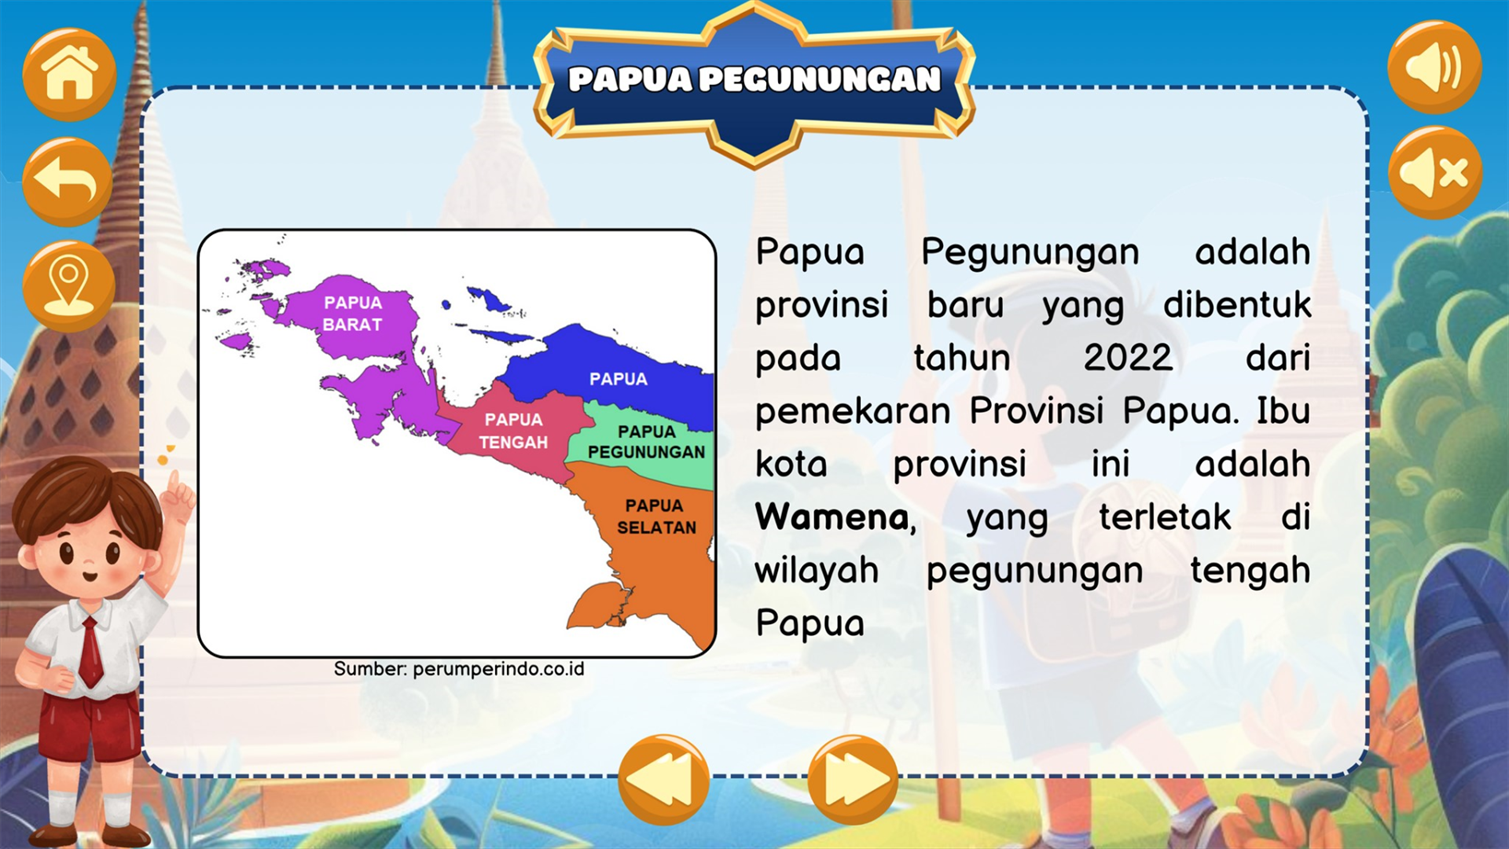 PAPUA PEGUNUNGAN
PAPUA
BARAT
PAPUA
PAPUA
TENGAH
PAPUA
PEGUNUNGAN
PAPUA
SELATAN
Sumber: perumperindo.co.id
Papua Pegunungan adalah
provinsi baru yang dibentuk
pada tahun 2022 dari
pemekaran Provinsi Papua. Ibu
kota provinsi ini adalah
Wamena, yang terletak di
wilayah pegunungan tengah
Papua